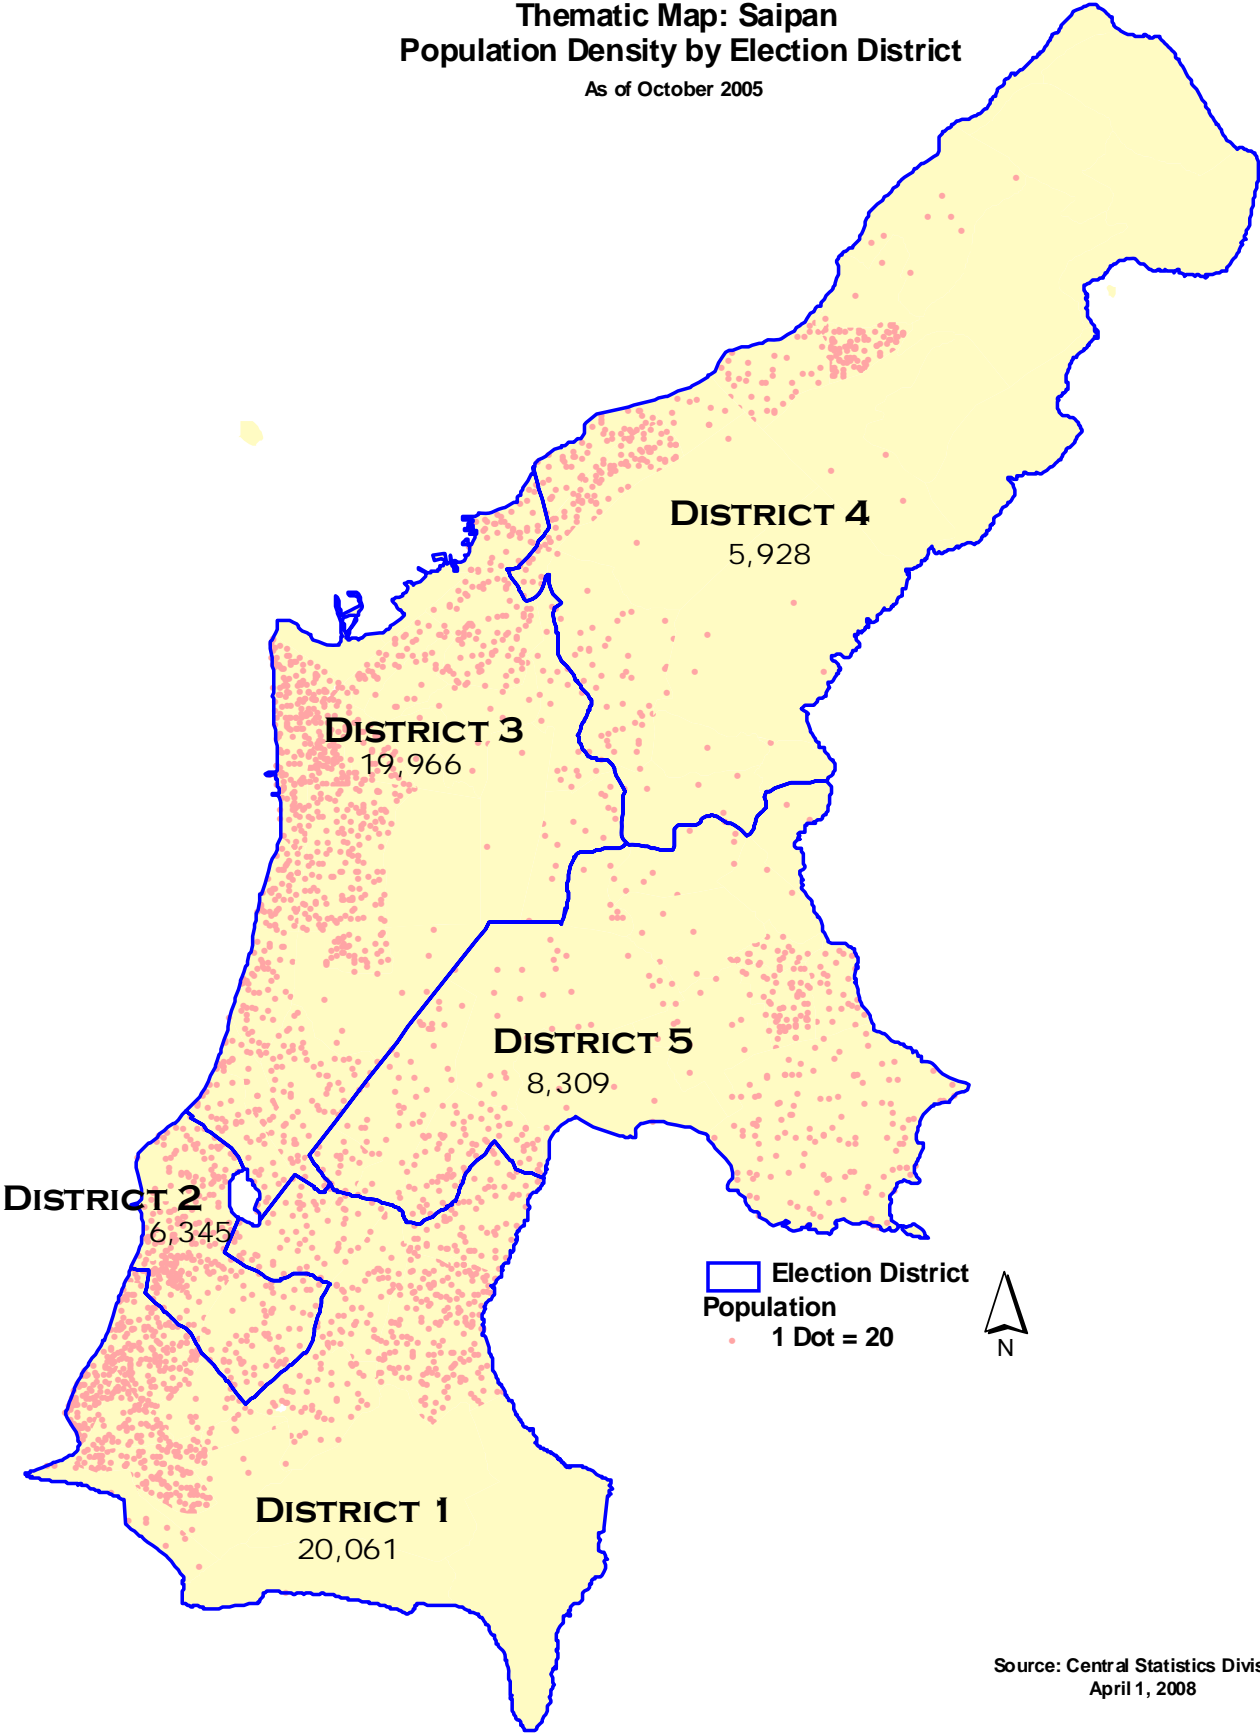 Thematic Map: Saipan
Population Density by Election District
As of October 2005
DISTRICT 4
5,928
DISTRICT 3
19,966
DISTRICT 5
8,309
DISTRICT 2
6,345
Election District
Population
1 Dot = 20
N
DISTRICT 1
20,061
Source: Central Statistics Divis
April 1, 2008